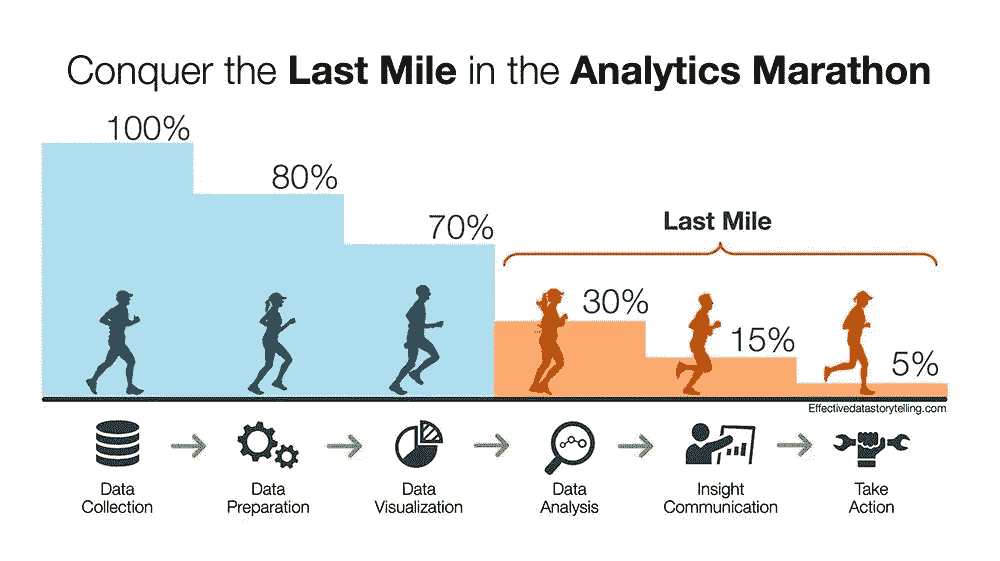 Conquer the Last Mile in the Analytics Marathon
100%
80%
70%
Last Mile
30%
15%
5%
Effectivedatastorytelling.com
Data
Collection
Data
Preparation
Data
Visualization
Data
Analysis
Insight
Communication
Take
Action